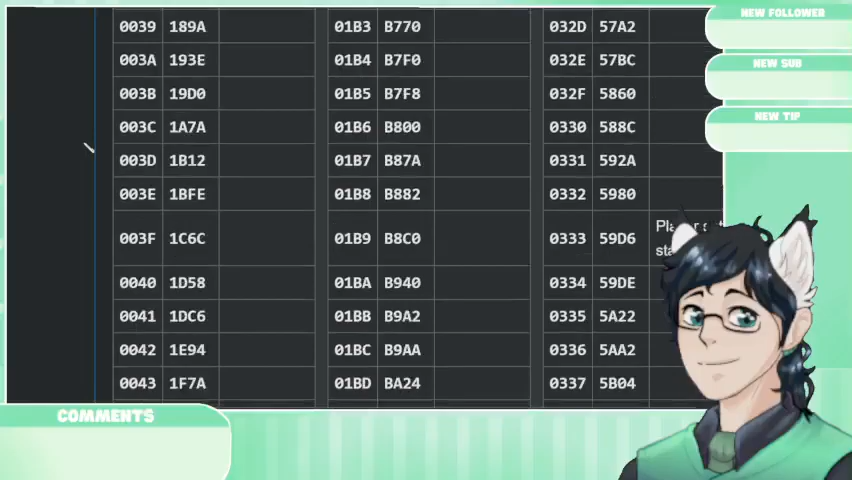 NEW FOLLOWER
0039 189A 01B3 B770 032D 57A2
003A 193E 01B4 B7F0 032E 57BC
NEW SUB
003B 19D0 01B5 B7F8 032F 5860
NEW TIP
003C 1A7A 01B6 B800 0330 588C
003D 1B12 01B7 B87A 0331 592A
003E 1BFE 01B8 B882 0332 5980
003F 1C6C 01B9 B8C0 0333 59D6
0040 1D58 01BA B940 0334 59DE
0041 1DC6 01BB B9A2 0335 5A22
0042 1E94 01BC B9AA 0336 5AA2
0043 1F7A 01BD BA24 0337 5B04
COMMENTS